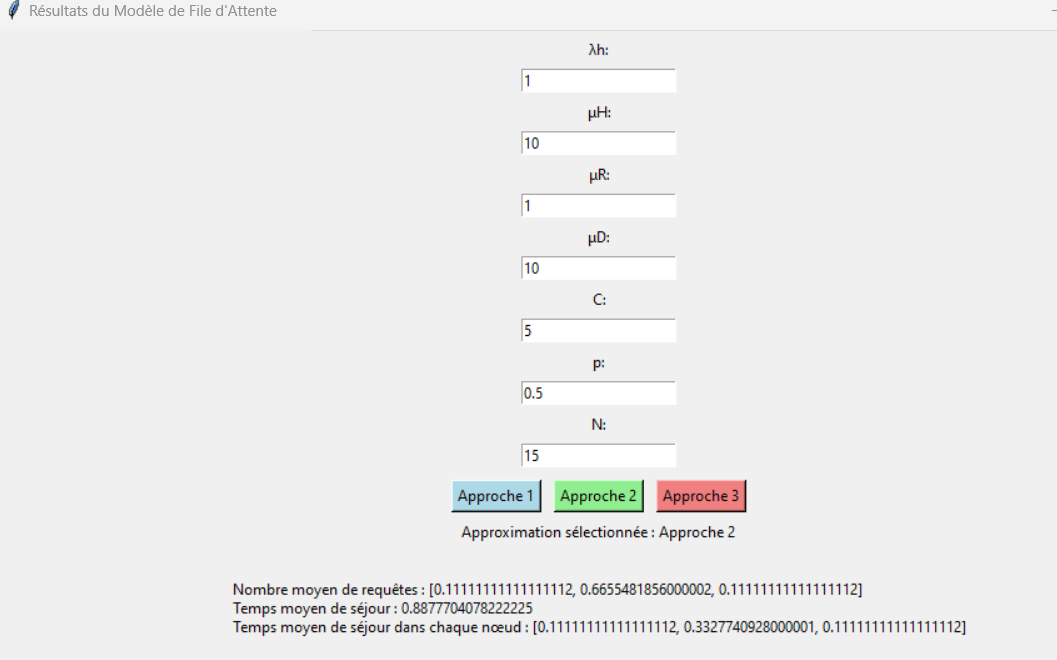 Résultats du Modèle de File d'Attente
λh:
1
μH:
10
μR:
1
μD:
10
C:
5
p:
0.5
N:
15
Approche 1 Approche 2 Approche 3
Approximation sélectionnée : Approche 2
Nombre moyen de requêtes : [0.11111111111111112, 0.6655481856000002, 0.11111111111111112]
Temps moyen de séjour : 0.8877704078222225
Temps moyen de séjour dans chaque nœud : [0.11111111111111112, 0.3327740928000001, 0.11111111111111112]